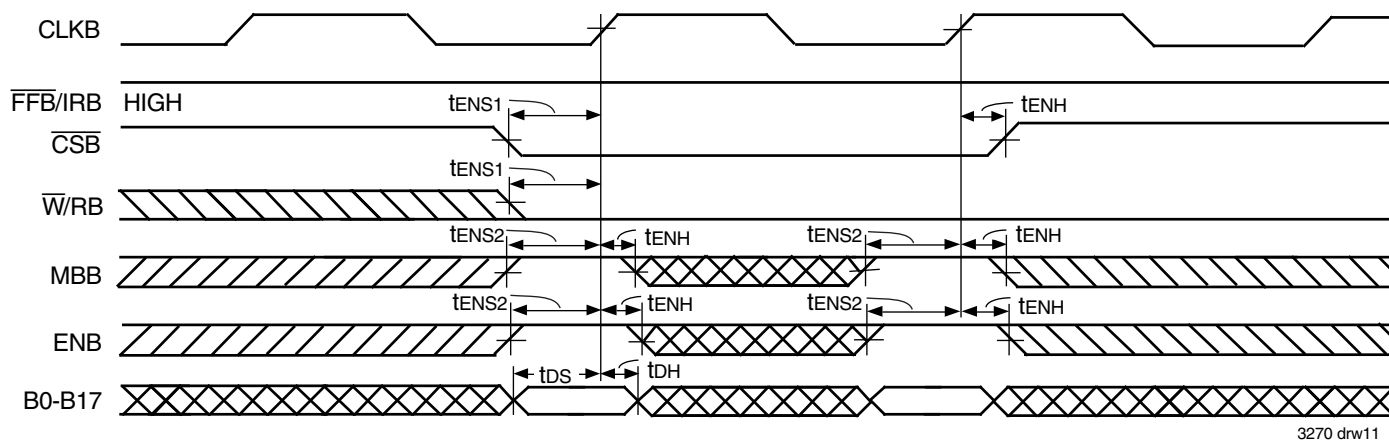 CLKB
FFB/IRB HIGH
tENS1
tENH
CSB
tENS1
W/RB
tENS2
tENH
tENS2
tENH
MBB
tENS2
tENH
tENS2
tENH
ENB
tDS
tDH
B0-B17
3270 drw11